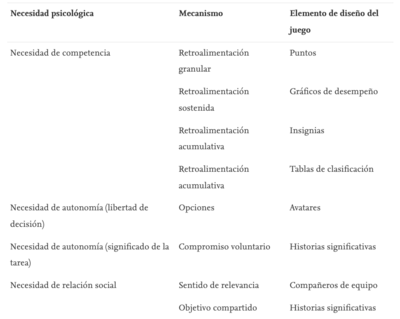 Necesidad psicológica Mecanismo Elemento de diseño del
juego
Necesidad de competencia Retroalimentación Puntos
granular
Retroalimentación Gráficos de desempeño
sostenida
Retroalimentación Insignias
acumulativa
Retroalimentación Tablas de clasificación
acumulativa
Necesidad de autonomía (libertad de Opciones Avatares
decisión)
Necesidad de autonomía (significado de la Compromiso voluntario Historias significativas
tarea)
Necesidad de relación social Sentido de relevancia Compañeros de equipo
Objetivo compartido Historias significativas